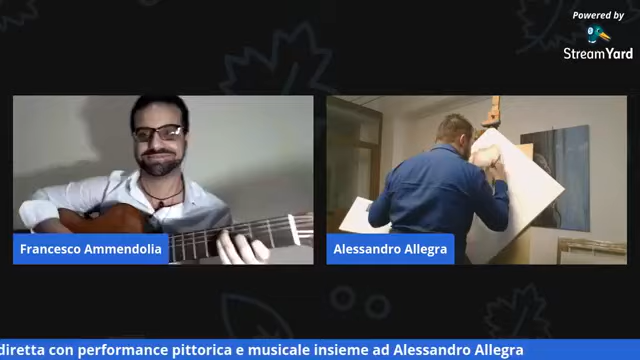 Powered by
StreamYard
Francesco Ammendolia
Alessandro Allegra
diretta con performance pittorica e musicale insieme ad Alessandro Allegra